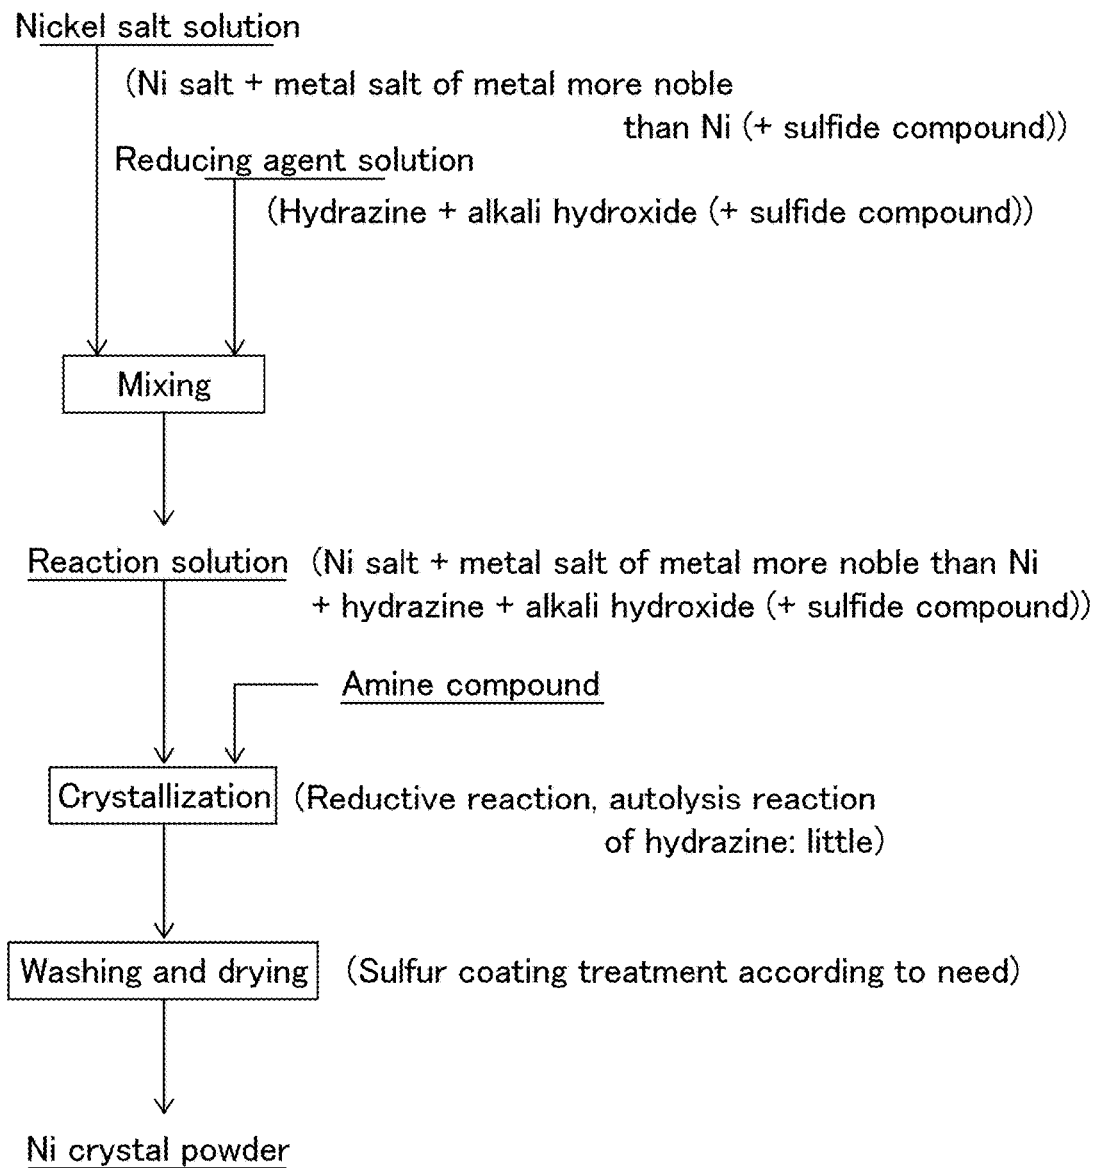 Nickel salt solution
(Ni salt + metal salt of metal more noble
than Ni (+ sulfide compound))
Reducing agent solution
(Hydrazine + alkali hydroxide (+ sulfide compound))
Mixing
Reaction solution (Ni salt + metal salt of metal more noble than Ni
+ hydrazine + alkali hydroxide (+ sulfide compound))
Amine compound
Crystallization (Reductive reaction, autolysis reaction
of hydrazine: little)
Washing and drying (Sulfur coating treatment according to need)
Ni crystal powder